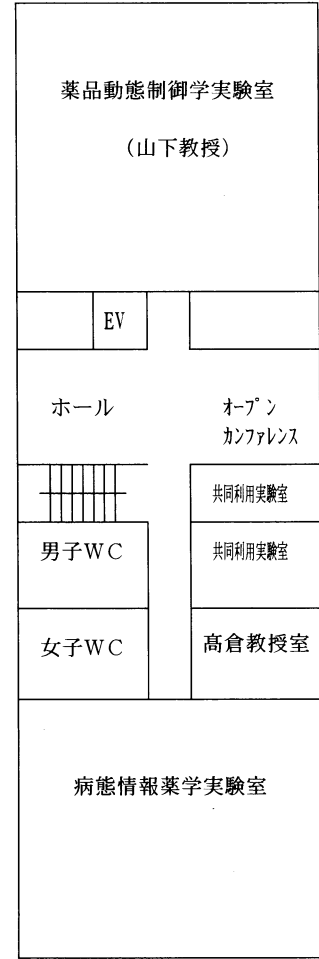 薬品動態制御学実験室
(山下教授)
EV
ホール
オープン
カンファレンス
共同利用実験室
男子WC
共同利用実験室
女子WC
髙倉教授室
病態情報薬学実験室